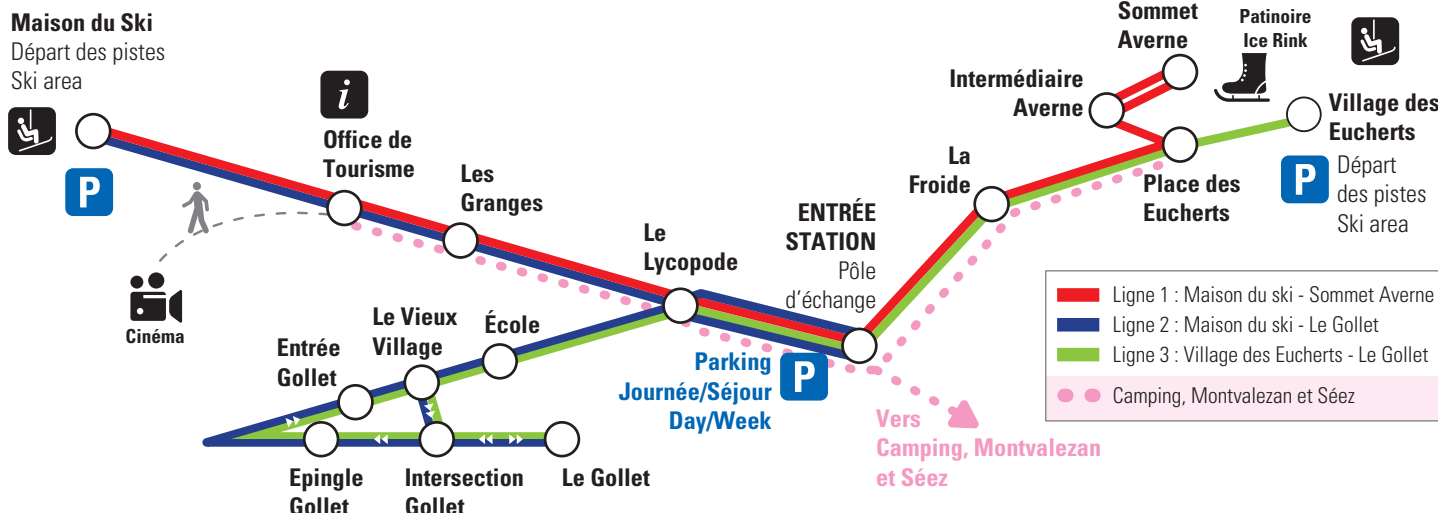 Maison du Ski
Départ des pistes
Ski area
P
i
Office de
Tourisme
Les
Granges
Cinéma
Le
Lycopode
ENTRÉE
STATION
Pôle
d'échange
La
Froide
Intermédiaire
Averne
Sommet
Averne
Patinoire
Ice Rink
Village des
Eucherts
P
Départ
des pistes
Ski area
Place des
Eucherts
Le Vieux
Village
École
Entrée
Gollet
Epingle
Gollet
Intersection
Gollet
Le Gollet
Parking
Journée/Séjour
Day/Week
P
Vers
Camping, Montvalezan
et Séez
Ligne 1 : Maison du ski - Sommet Averne
Ligne 2 : Maison du ski - Le Gollet
Ligne 3 : Village des Eucherts - Le Gollet
Camping, Montvalezan et Séez